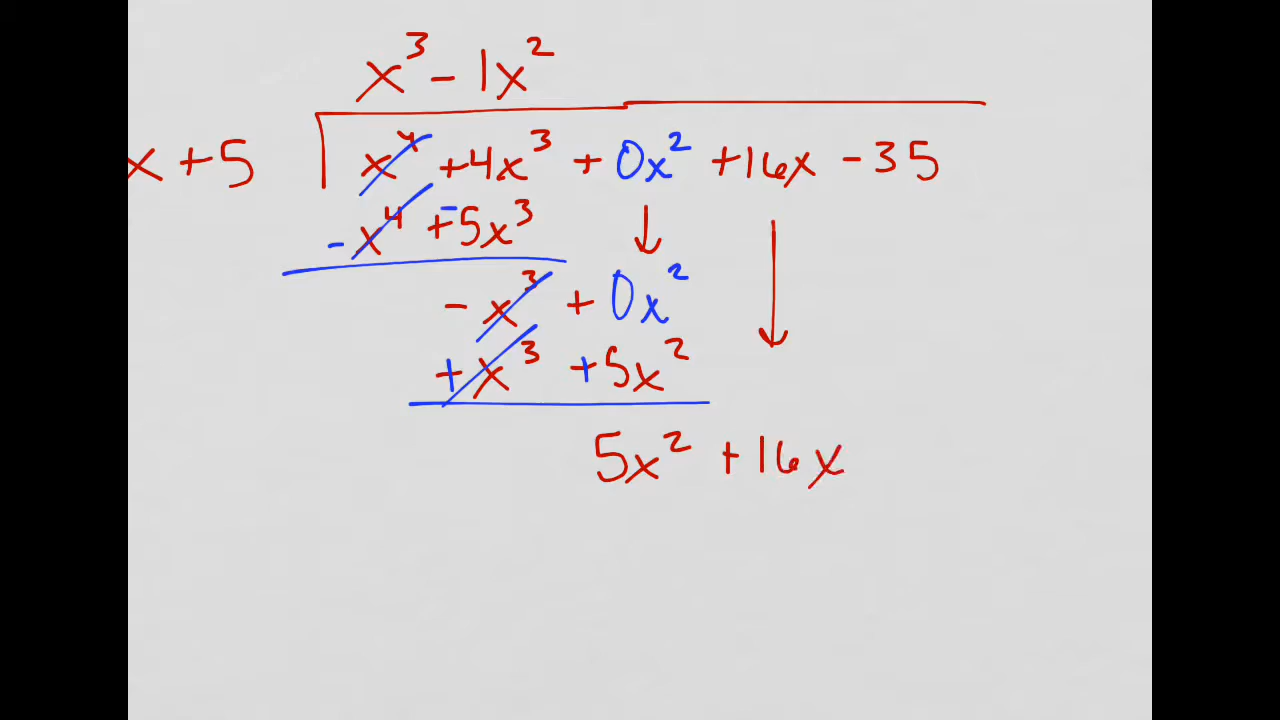 x³ - 1x²
x + 5 x⁴ + 4x³ + 0x² + 16x - 35
- x⁴ + - 5x³
- x³ + 0x²
+ x³ + 5x²
5x² + 16x